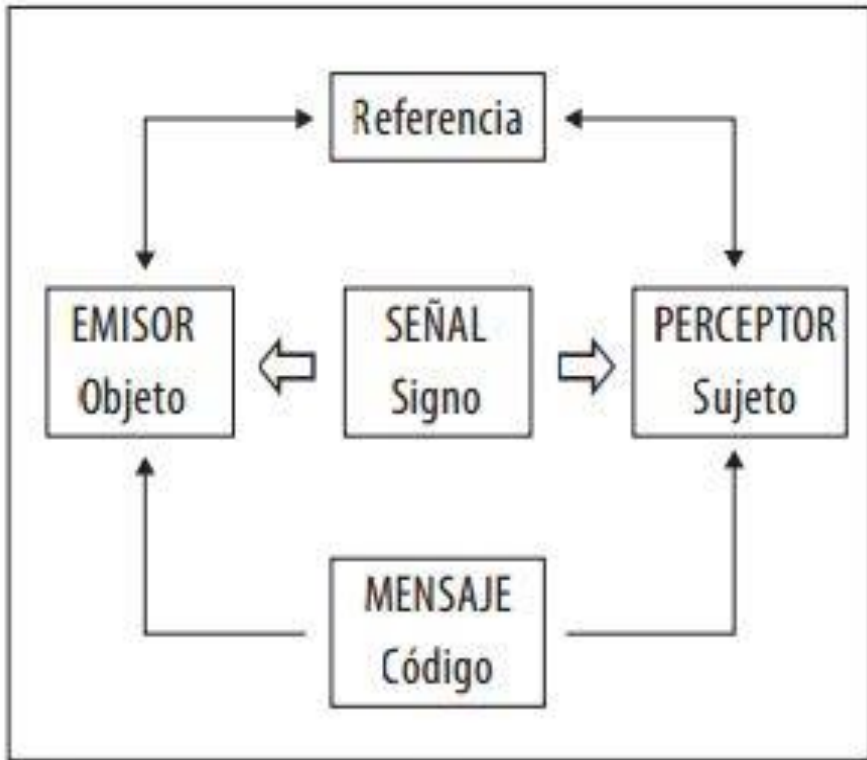 Referencia
EMISOR
Objeto
SEÑAL
Signo
PERCEPTOR
Sujeto
MENSAJE
Código